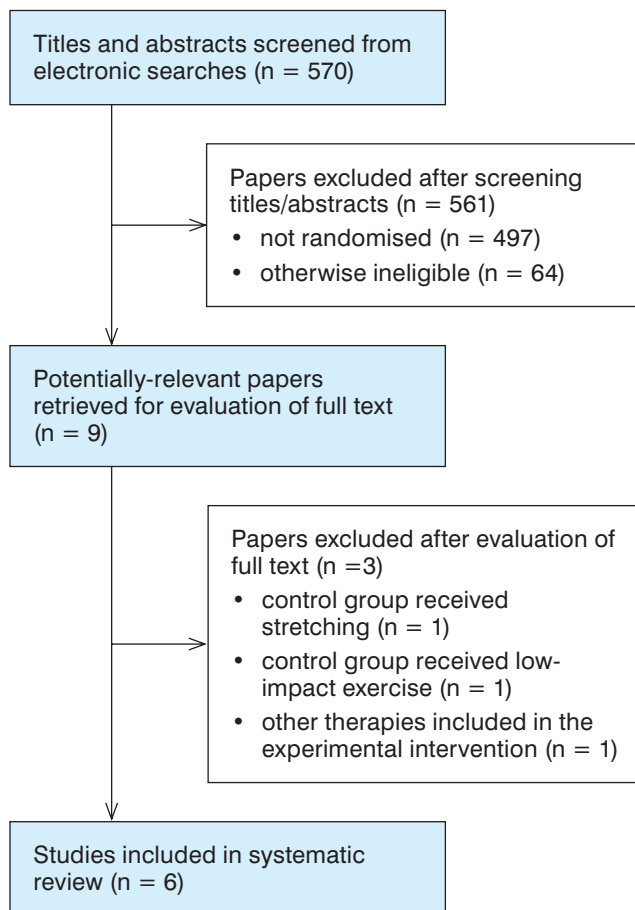 Titles and abstracts screened from
electronic searches (n = 570)
Papers excluded after screening
titles/abstracts (n = 561)
• not randomised (n = 497)
• otherwise ineligible (n = 64)
Potentially-relevant papers
retrieved for evaluation of full text
(n = 9)
Papers excluded after evaluation of
full text (n =3)
• control group received
stretching (n = 1)
• control group received low-
impact exercise (n = 1)
• other therapies included in the
experimental intervention (n = 1)
Studies included in systematic
review (n = 6)